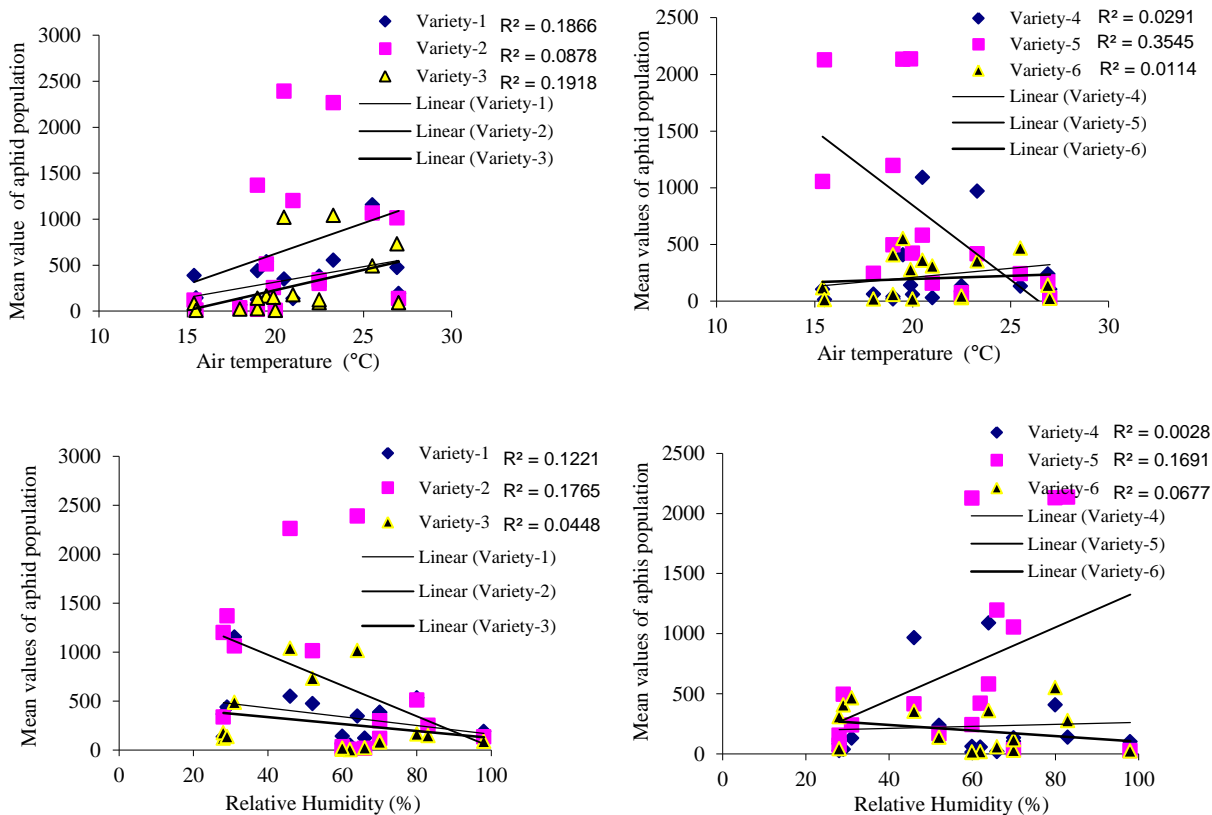 Variety-1 R² = 0.1866
Variety-2 R² = 0.0878
Variety-3 R² = 0.1918
Linear (Variety-1)
Linear (Variety-2)
Linear (Variety-3)
Mean value of aphid population
3000
2500
2000
1500
1000
500
0
10 15 20 25 30
Air temperature (°C)
Variety-4 R² = 0.0291
Variety-5 R² = 0.3545
Variety-6 R² = 0.0114
Linear (Variety-4)
Linear (Variety-5)
Linear (Variety-6)
Mean values of aphid population
2500
2000
1500
1000
500
0
10 15 20 25 30
Air temperature (°C)
Variety-1 R² = 0.1221
Variety-2 R² = 0.1765
Variety-3 R² = 0.0448
Linear (Variety-1)
Linear (Variety-2)
Linear (Variety-3)
Mean values of aphid population
3000
2500
2000
1500
1000
500
0
0 20 40 60 80 100
Relative Humidity (%)
Variety-4 R² = 0.0028
Variety-5 R² = 0.1691
Variety-6 R² = 0.0677
Linear (Variety-4)
Linear (Variety-5)
Linear (Variety-6)
Mean values of aphis population
2500
2000
1500
1000
500
0
0 20 40 60 80 100
Relative Humidity (%)